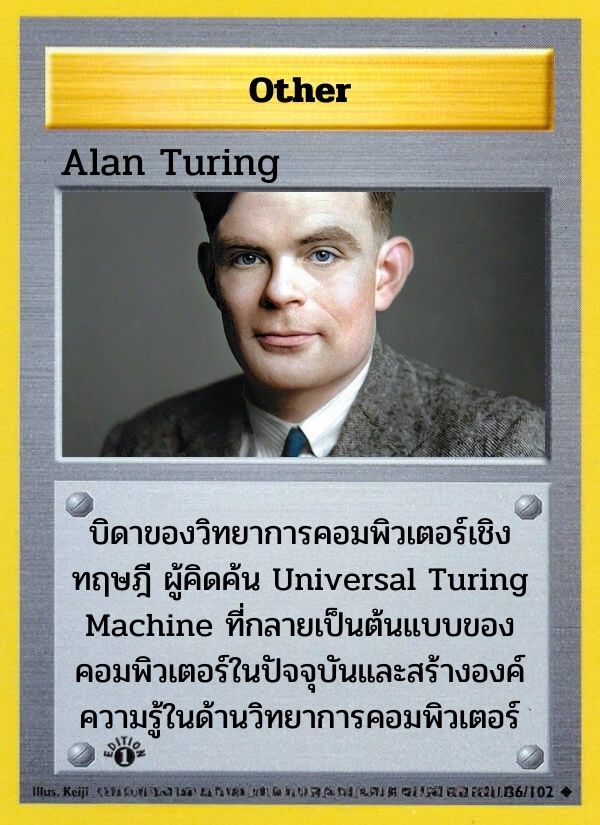 Other
Alan Turing
บิดาของวิทยาการคอมพิวเตอร์เชิง
ทฤษฎี ผู้คิดค้น Universal Turing
Machine ที่กลายเป็นต้นแบบของ
คอมพิวเตอร์ในปัจจุบันและสร้างองค์
ความรู้ในด้านวิทยาการคอมพิวเตอร์
EDITION
1
Illus. Keiji 36/102